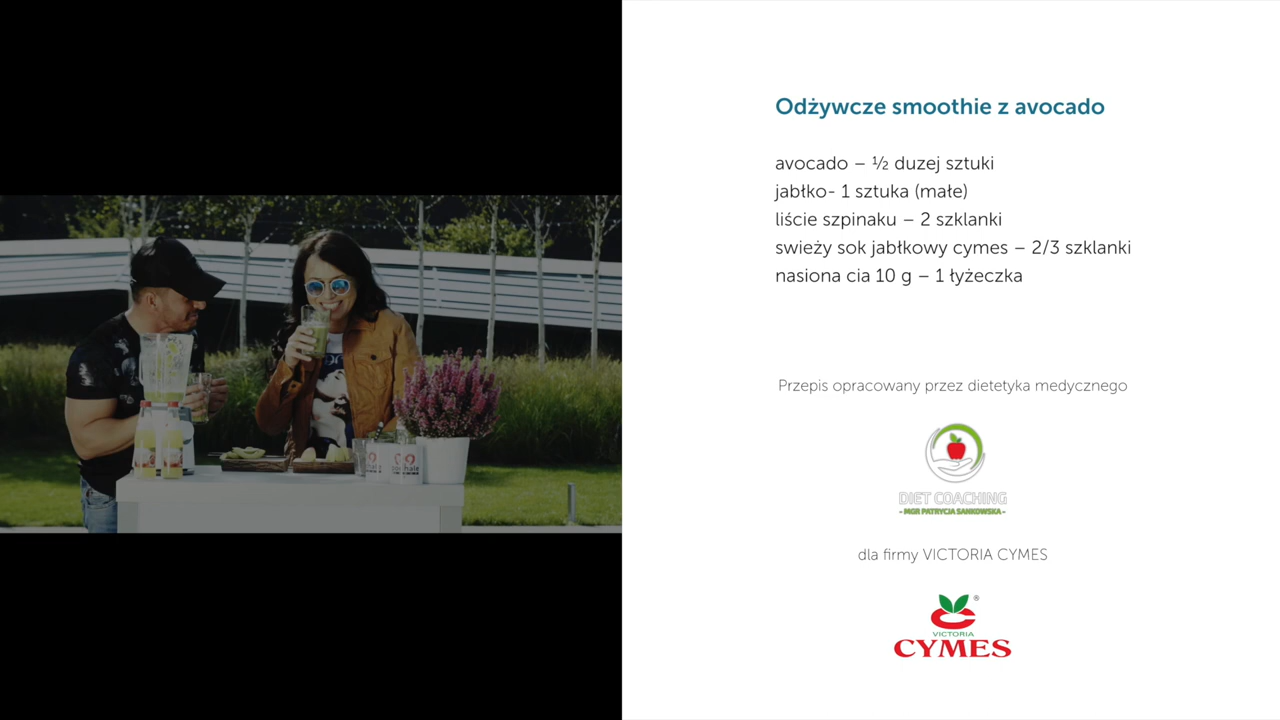 Odżywcze smoothie z avocado
avocado – ½ duzej sztuki
jabłko- 1 sztuka (małe)
liście szpinaku – 2 szklanki
swieży sok jabłkowy cymes – 2/3 szklanki
nasiona cia 10 g – 1 łyżeczka
Przepis opracowany przez dietetyka medycznego
DIET COACHING
- MGR PATRYCJA SANKOWSKA -
dla firmy VICTORIA CYMES
®
VICTORIA
CYMES